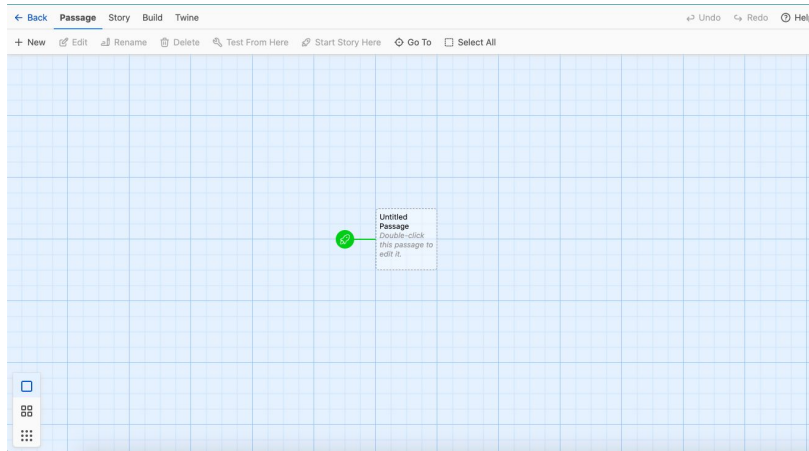 ← Back Passage Story Build Twine Undo Redo Hel
+ New Edit Rename Delete Test From Here Start Story Here Go To Select All
Untitled
Passage
Double-click
this passage to
edit it.